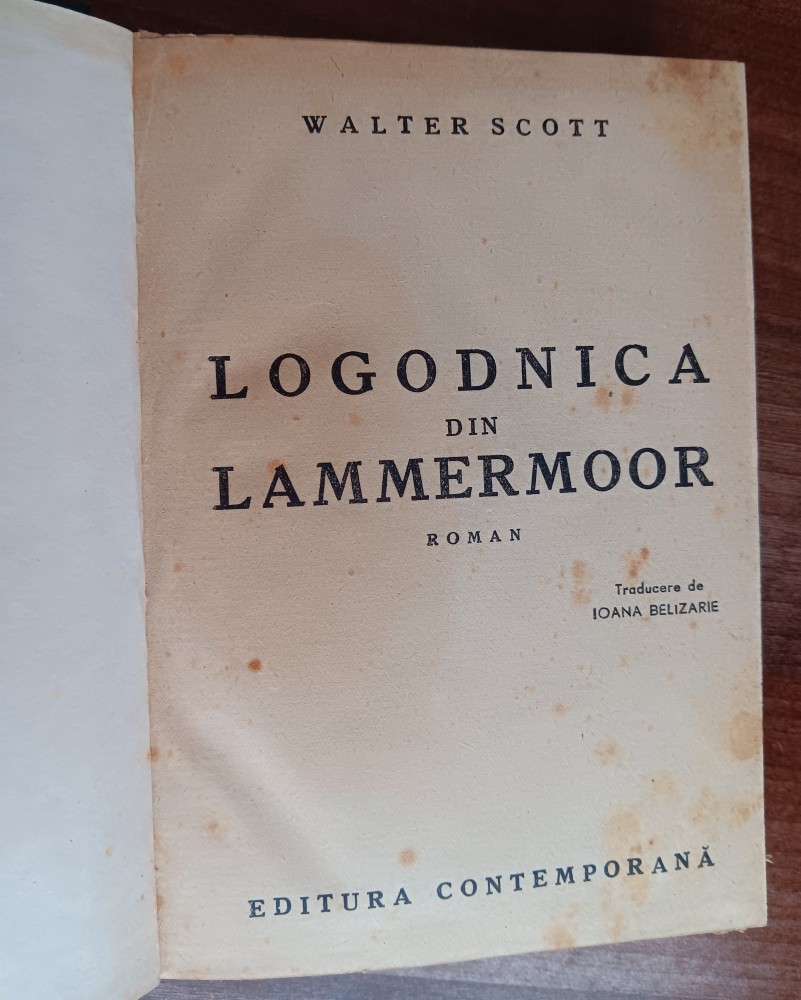 WALTER SCOTT
LOGODNICA
DIN
LAMMERMOOR
ROMAN
Traducere de
IOANA BELIZARIE
EDITURA CONTEMPORANĂ